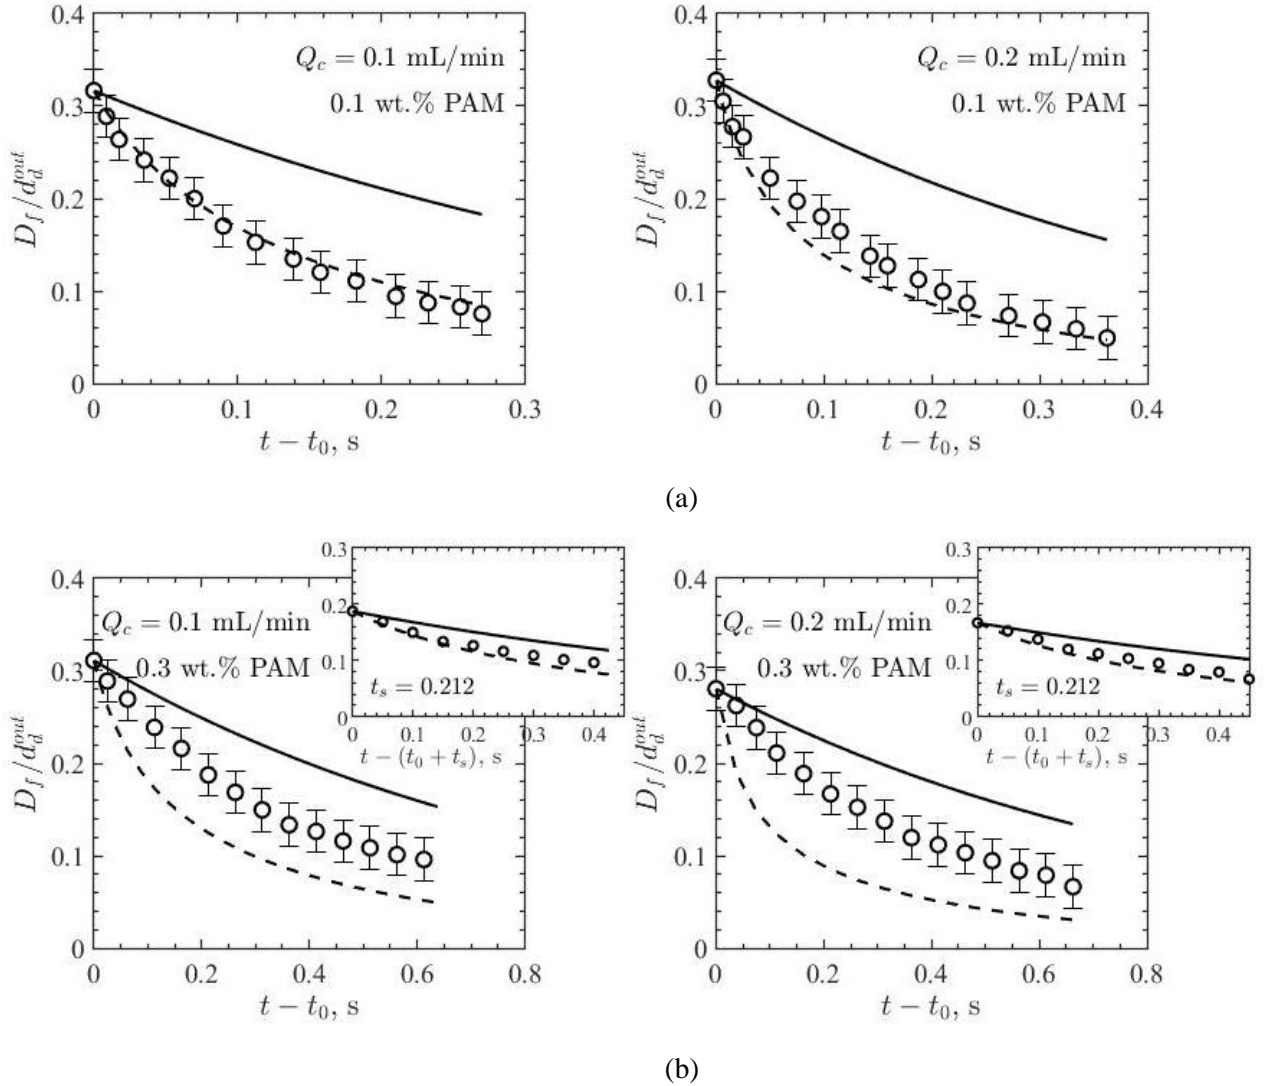 0.4
0.3
0.2
0.1
0
D_f/d_d^{out}
Q_c = 0.1 mL/min
0.1 wt.% PAM
0 0.1 0.2 0.3
t − t_0, s
0.4
0.3
0.2
0.1
0
D_f/d_d^{out}
Q_c = 0.2 mL/min
0.1 wt.% PAM
0 0.1 0.2 0.3 0.4
t − t_0, s
(a)
0.4
0.3
0.2
0.1
0
D_f/d_d^{out}
Q_c = 0.1 mL/min
0.3 wt.% PAM
0.3
0.2
0.1
0
t_s = 0.212
0 0.1 0.2 0.3 0.4
t − (t_0 + t_s), s
0 0.2 0.4 0.6 0.8
t − t_0, s
0.4
0.3
0.2
0.1
0
D_f/d_d^{out}
Q_c = 0.2 mL/min
0.3 wt.% PAM
0.3
0.2
0.1
0
t_s = 0.212
0 0.1 0.2 0.3 0.4
t − (t_0 + t_s), s
0 0.2 0.4 0.6 0.8
t − t_0, s
(b)